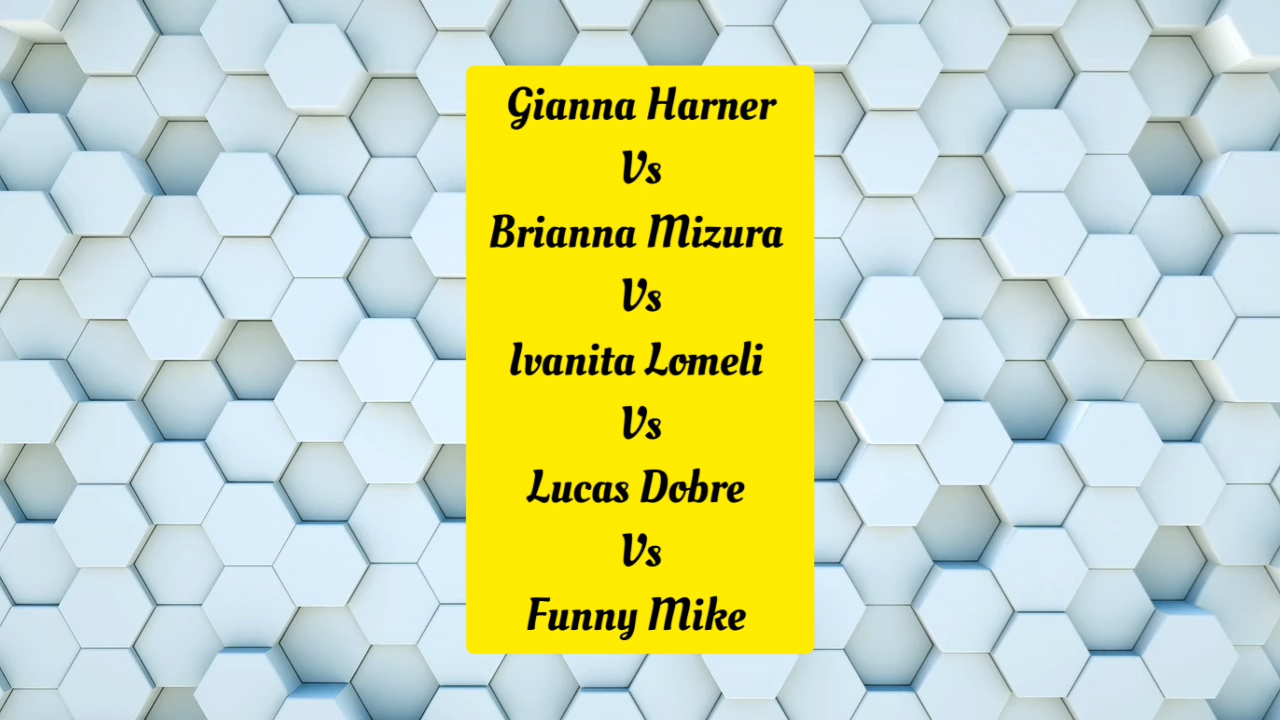 Gianna Harner
Vs
Brianna Mizura
Vs
Ivanita Lomeli
Vs
Lucas Dobre
Vs
Funny Mike